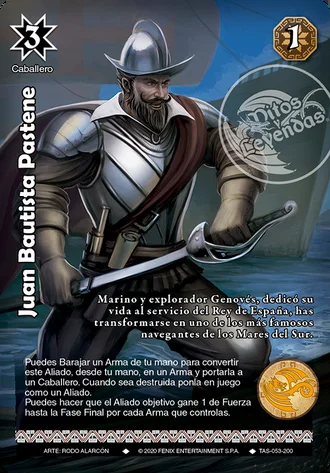 3
1
Caballero
Mitos y Leyendas
Juan Bautista Pastene
Marino y explorador Genovés, dedicó su
vida al servicio del Rey de España, has
transformarse en uno de los más famosos
navegantes de los Mares del Sur.
Puedes Barajar un Arma de tu mano para convertir
este Aliado, desde tu mano, en un Arma y portarla a
un Caballero. Cuando sea destruida ponla en juego
como un Aliado.
Puedes hacer que el Aliado objetivo gane 1 de Fuerza
hasta la Fase Final por cada Arma que controlas.
ARTE: RODO ALARCÓN
© 2020 FENIX ENTERTAINMENT S.P.A.
TAS-053-200